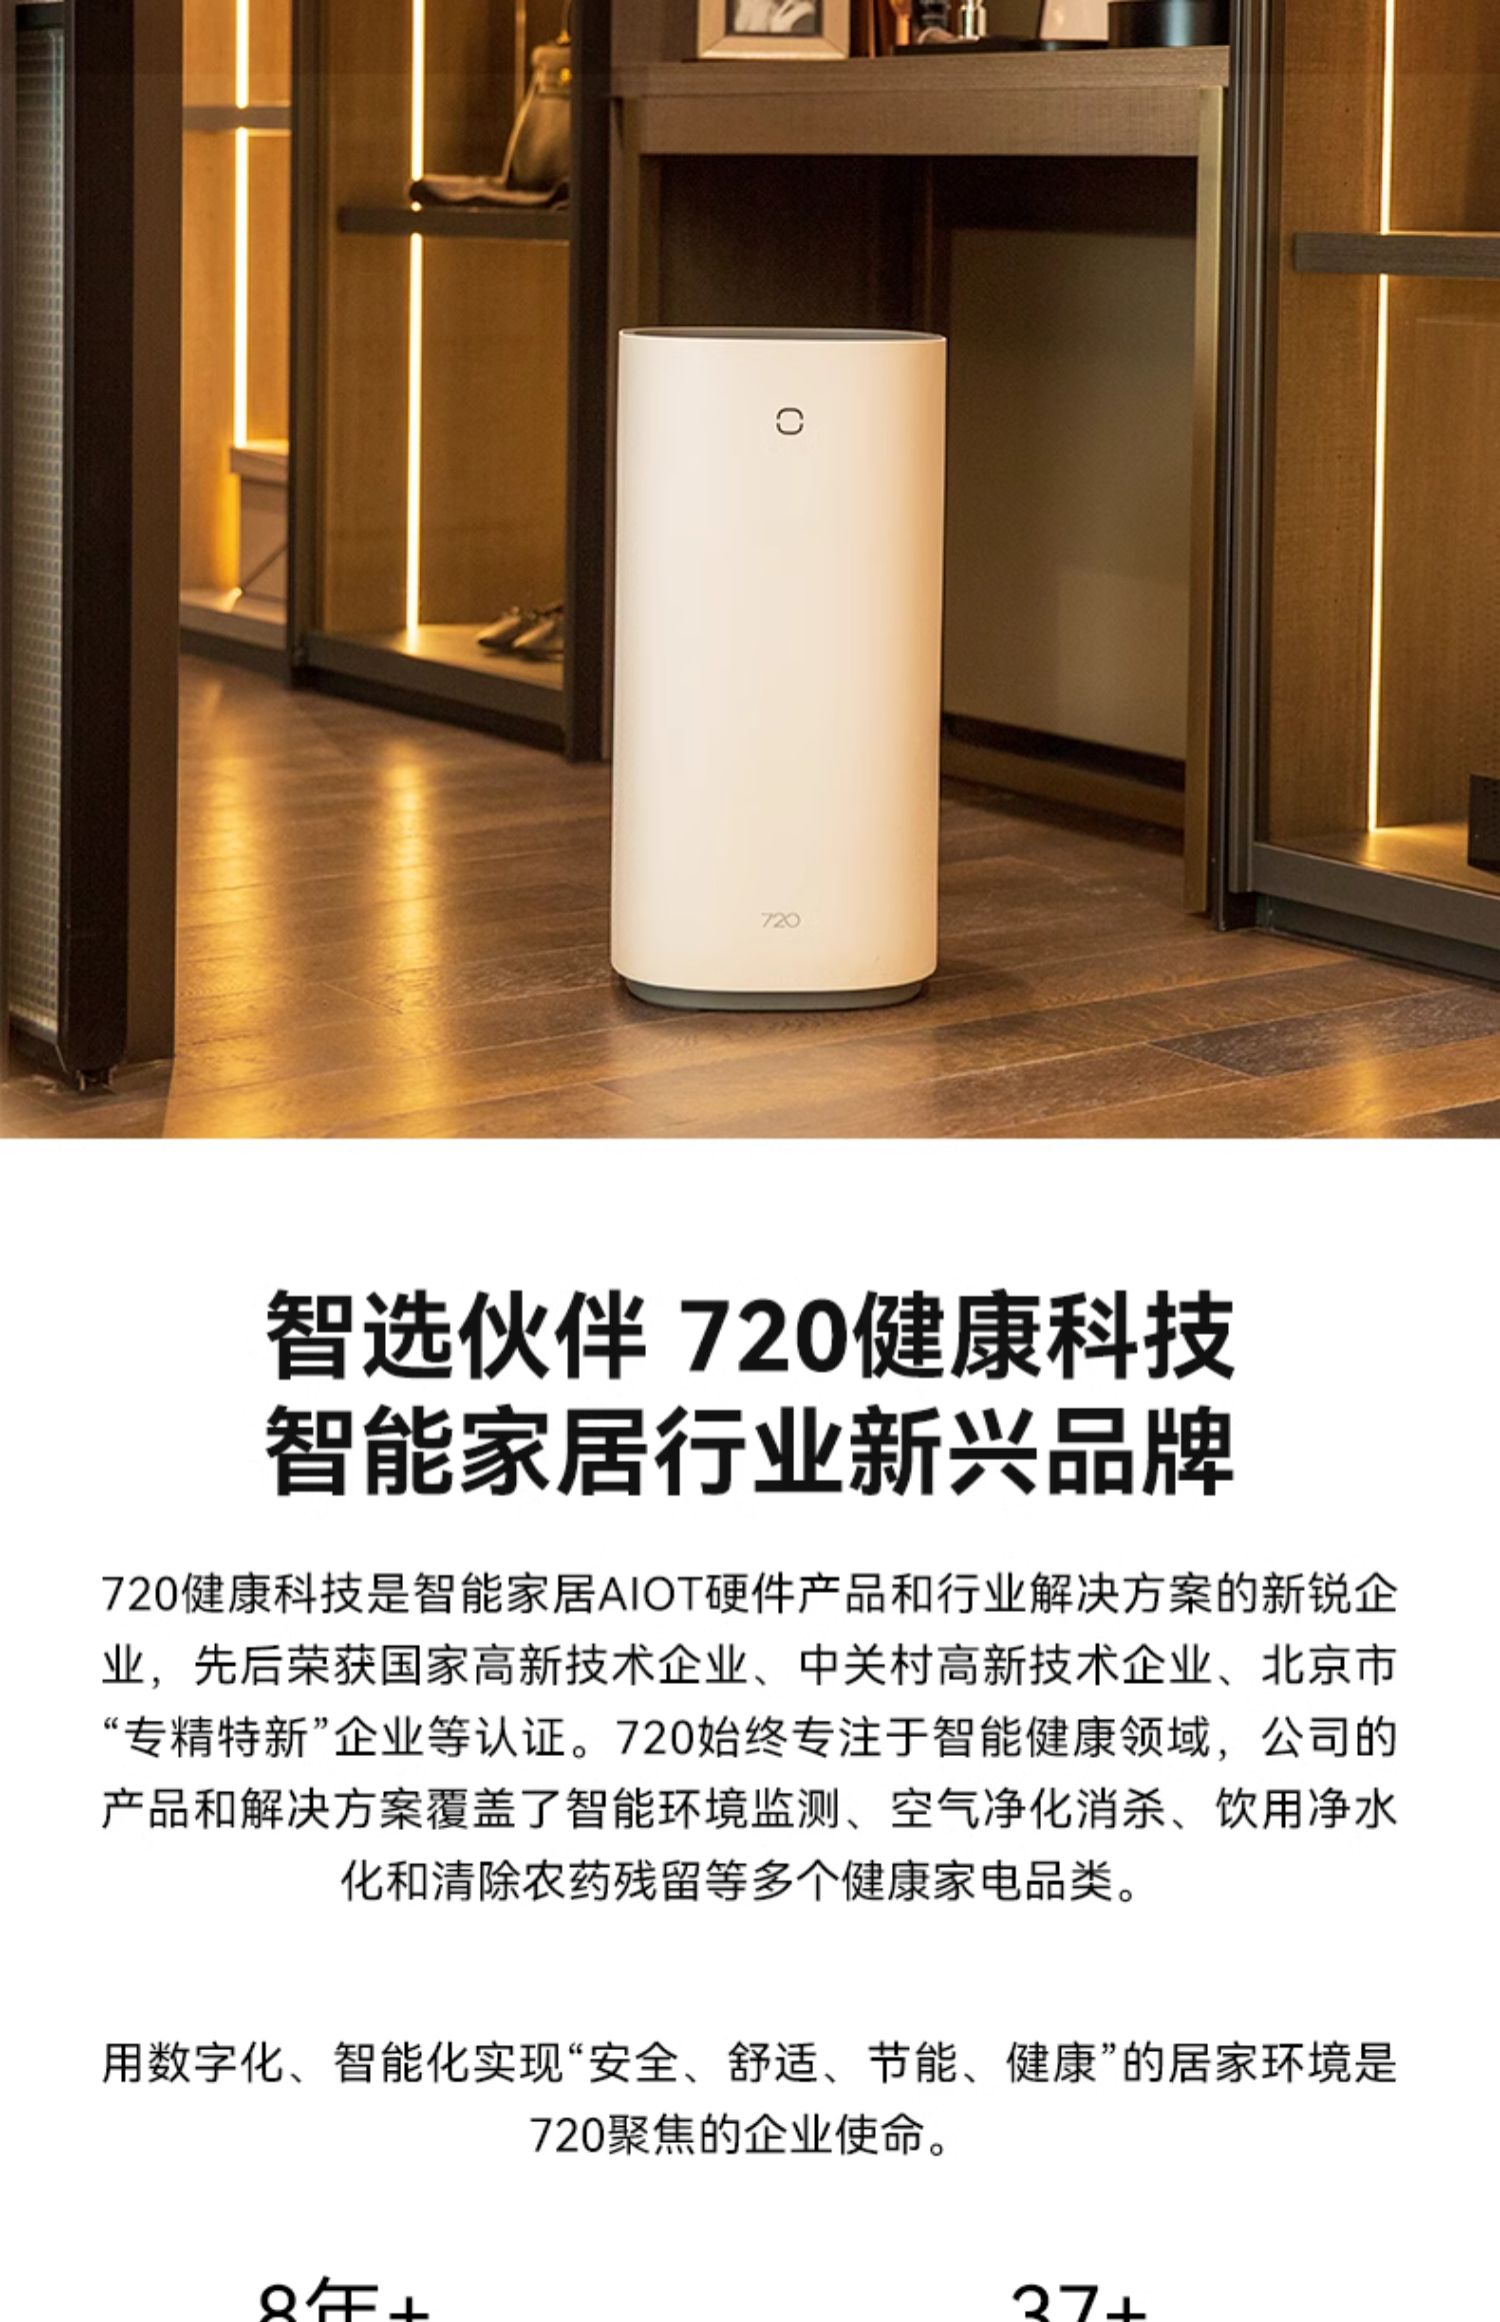 720
智选伙伴 720健康科技
智能家居行业新兴品牌
720健康科技是智能家居AIOT硬件产品和行业解决方案的新锐企
业，先后荣获国家高新技术企业、中关村高新技术企业、北京市
“专精特新”企业等认证。720始终专注于智能健康领域，公司的
产品和解决方案覆盖了智能环境监测、空气净化消杀、饮用净水
化和清除农药残留等多个健康家电品类。
用数字化、智能化实现“安全、舒适、节能、健康”的居家环境是
720聚焦的企业使命。
8年+
37+